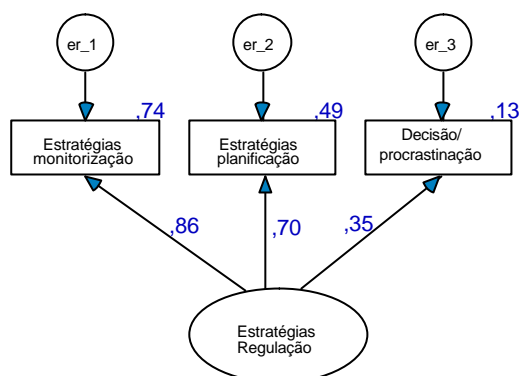 er_1
er_2
er_3
,74
,49
,13
Estratégias
monitorização
Estratégias
planificação
Decisão/
procrastinação
,86
,70
,35
Estratégias
Regulação